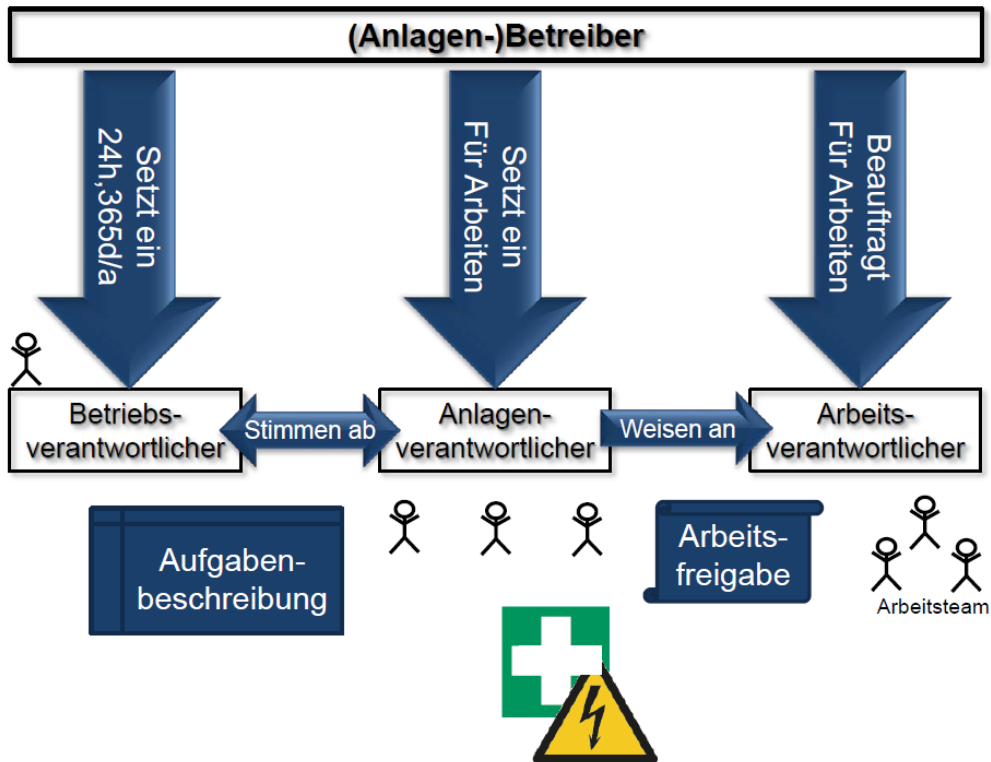 (Anlagen-)Betreiber
Setzt ein
24h,365d/a
Setzt ein
Für Arbeiten
Beauftragt
Für Arbeiten
Betriebs-
verantwortlicher
Stimmen ab
Anlagen-
verantwortlicher
Weisen an
Arbeits-
verantwortlicher
Aufgaben-
beschreibung
Arbeits-
freigabe
Arbeitsteam